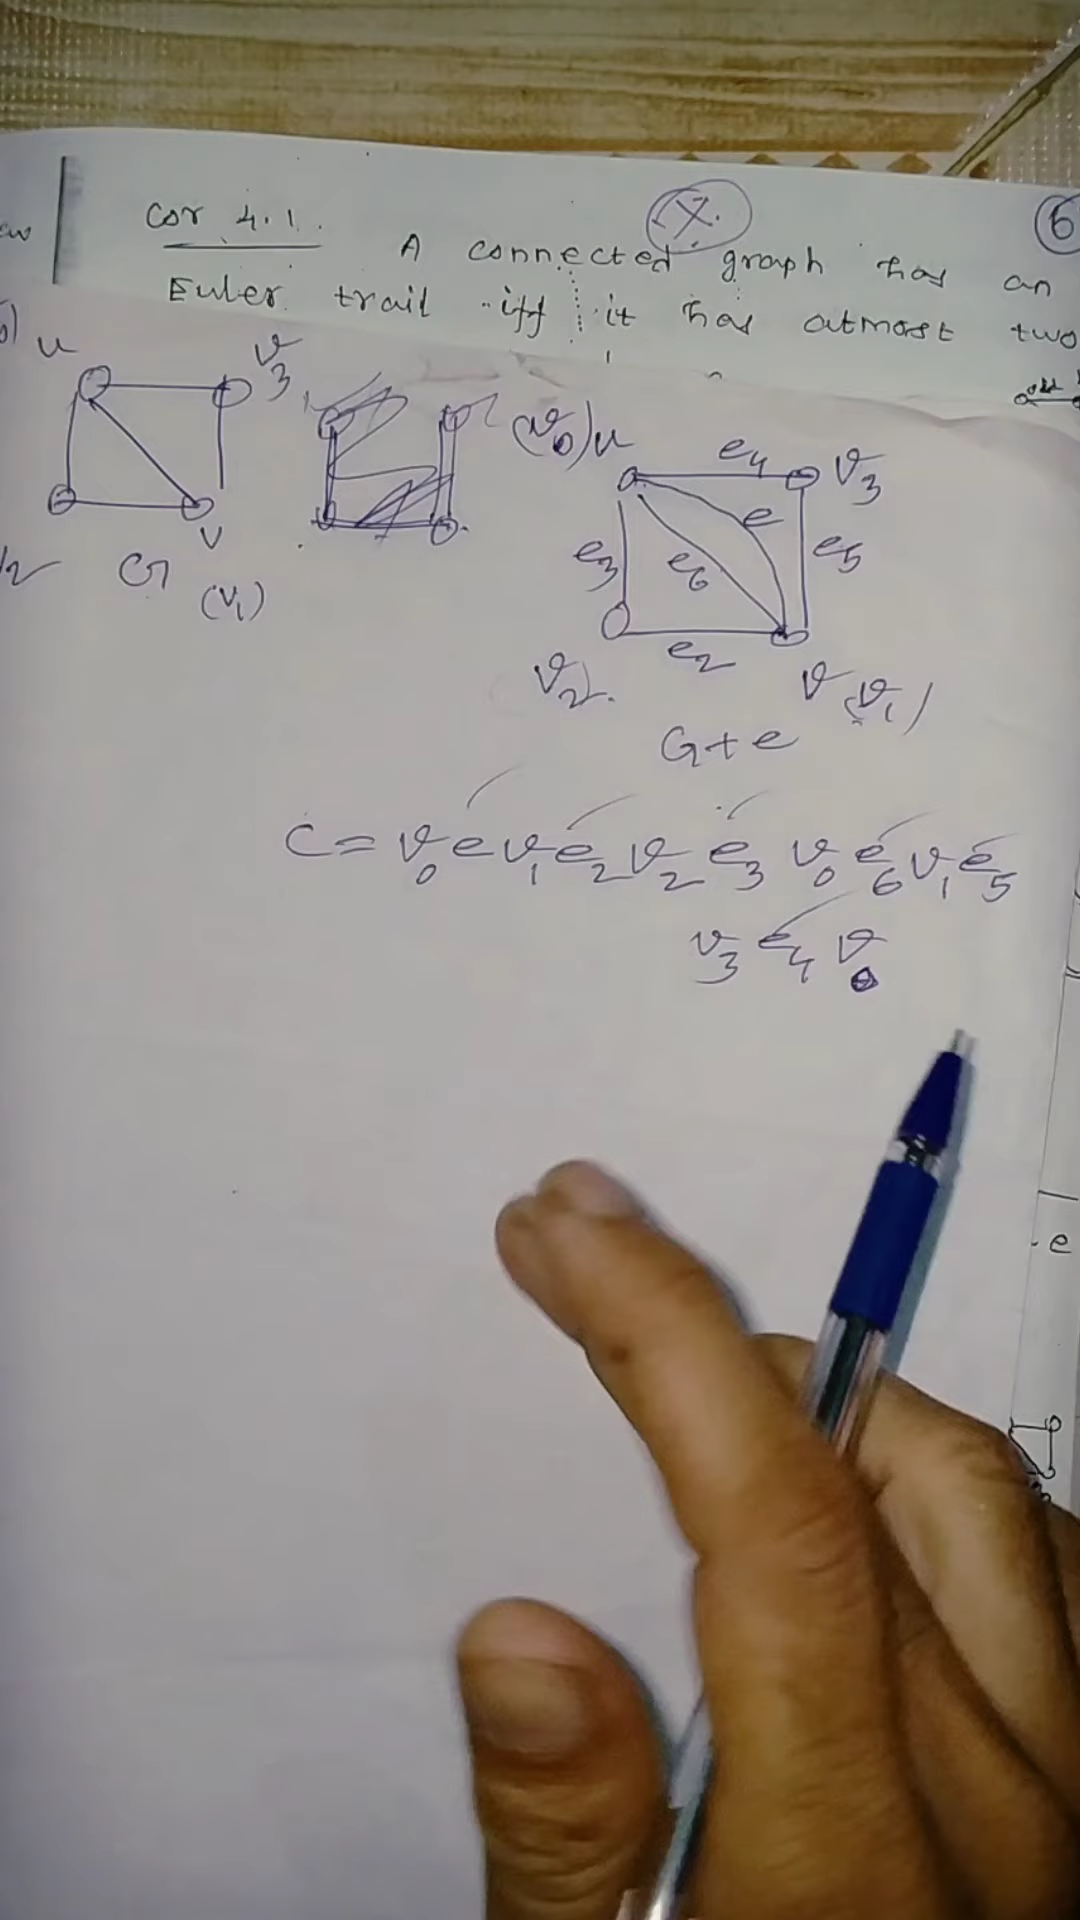 (X.)
6
Cor 4.1. A connected graph has an
Euler trail iff it has atmost two
u v3
(v0) u e4 v3
e3 e6 e e5
v
G (v1)
e2
v2 v (v1)
G+e
C = v0 e v1 e2 v2 e3 v0 e6 v1 e5
v3 e4 v0
e